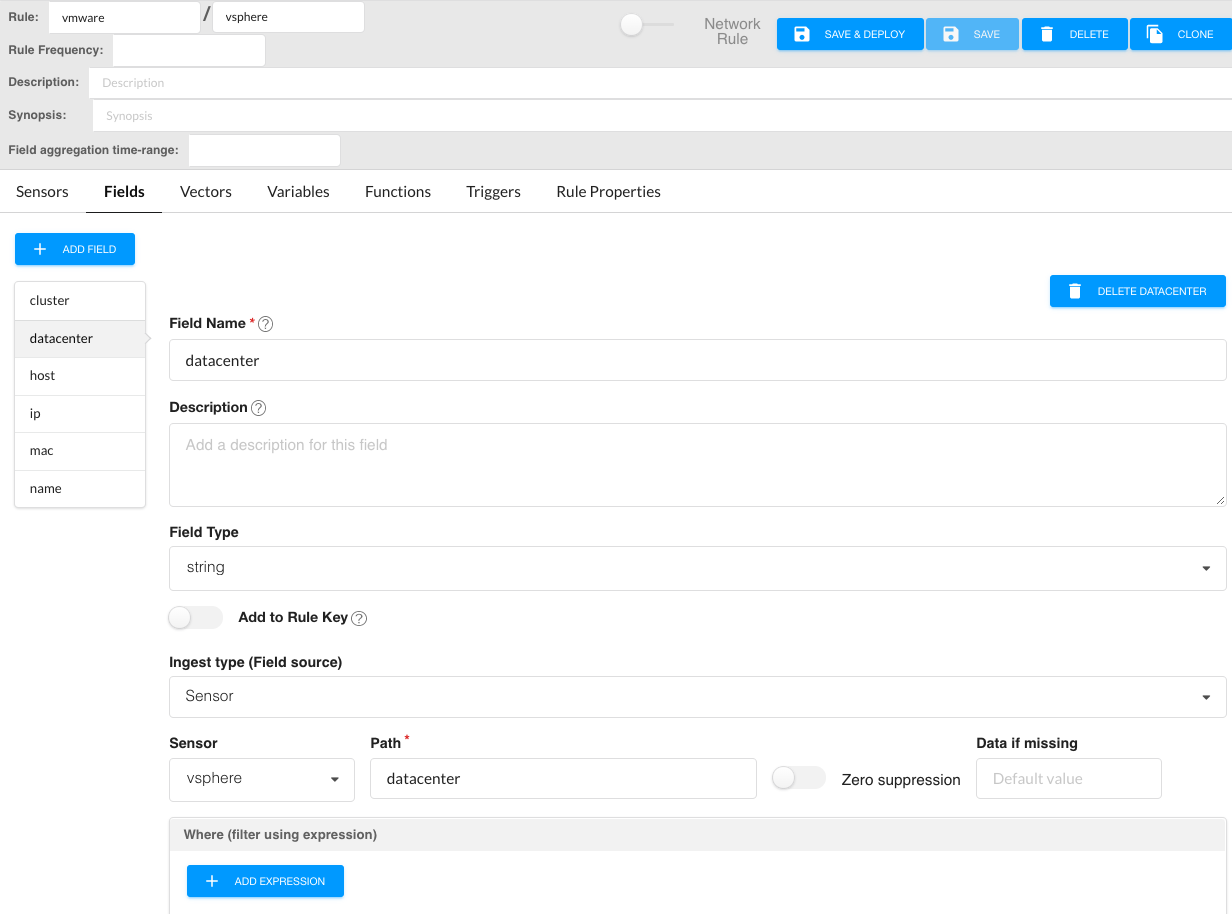 Rule: vmware / vsphere
Network Rule
SAVE & DEPLOY SAVE DELETE CLONE
Rule Frequency:
Description: Description
Synopsis: Synopsis
Field aggregation time-range:
Sensors Fields Vectors Variables Functions Triggers Rule Properties
+ ADD FIELD
cluster
datacenter
host
ip
mac
name
DELETE DATACENTER
Field Name * ?
datacenter
Description ?
Add a description for this field
Field Type
string
Add to Rule Key ?
Ingest type (Field source)
Sensor
Sensor Path * Data if missing
vsphere datacenter Zero suppression Default value
Where (filter using expression)
+ ADD EXPRESSION